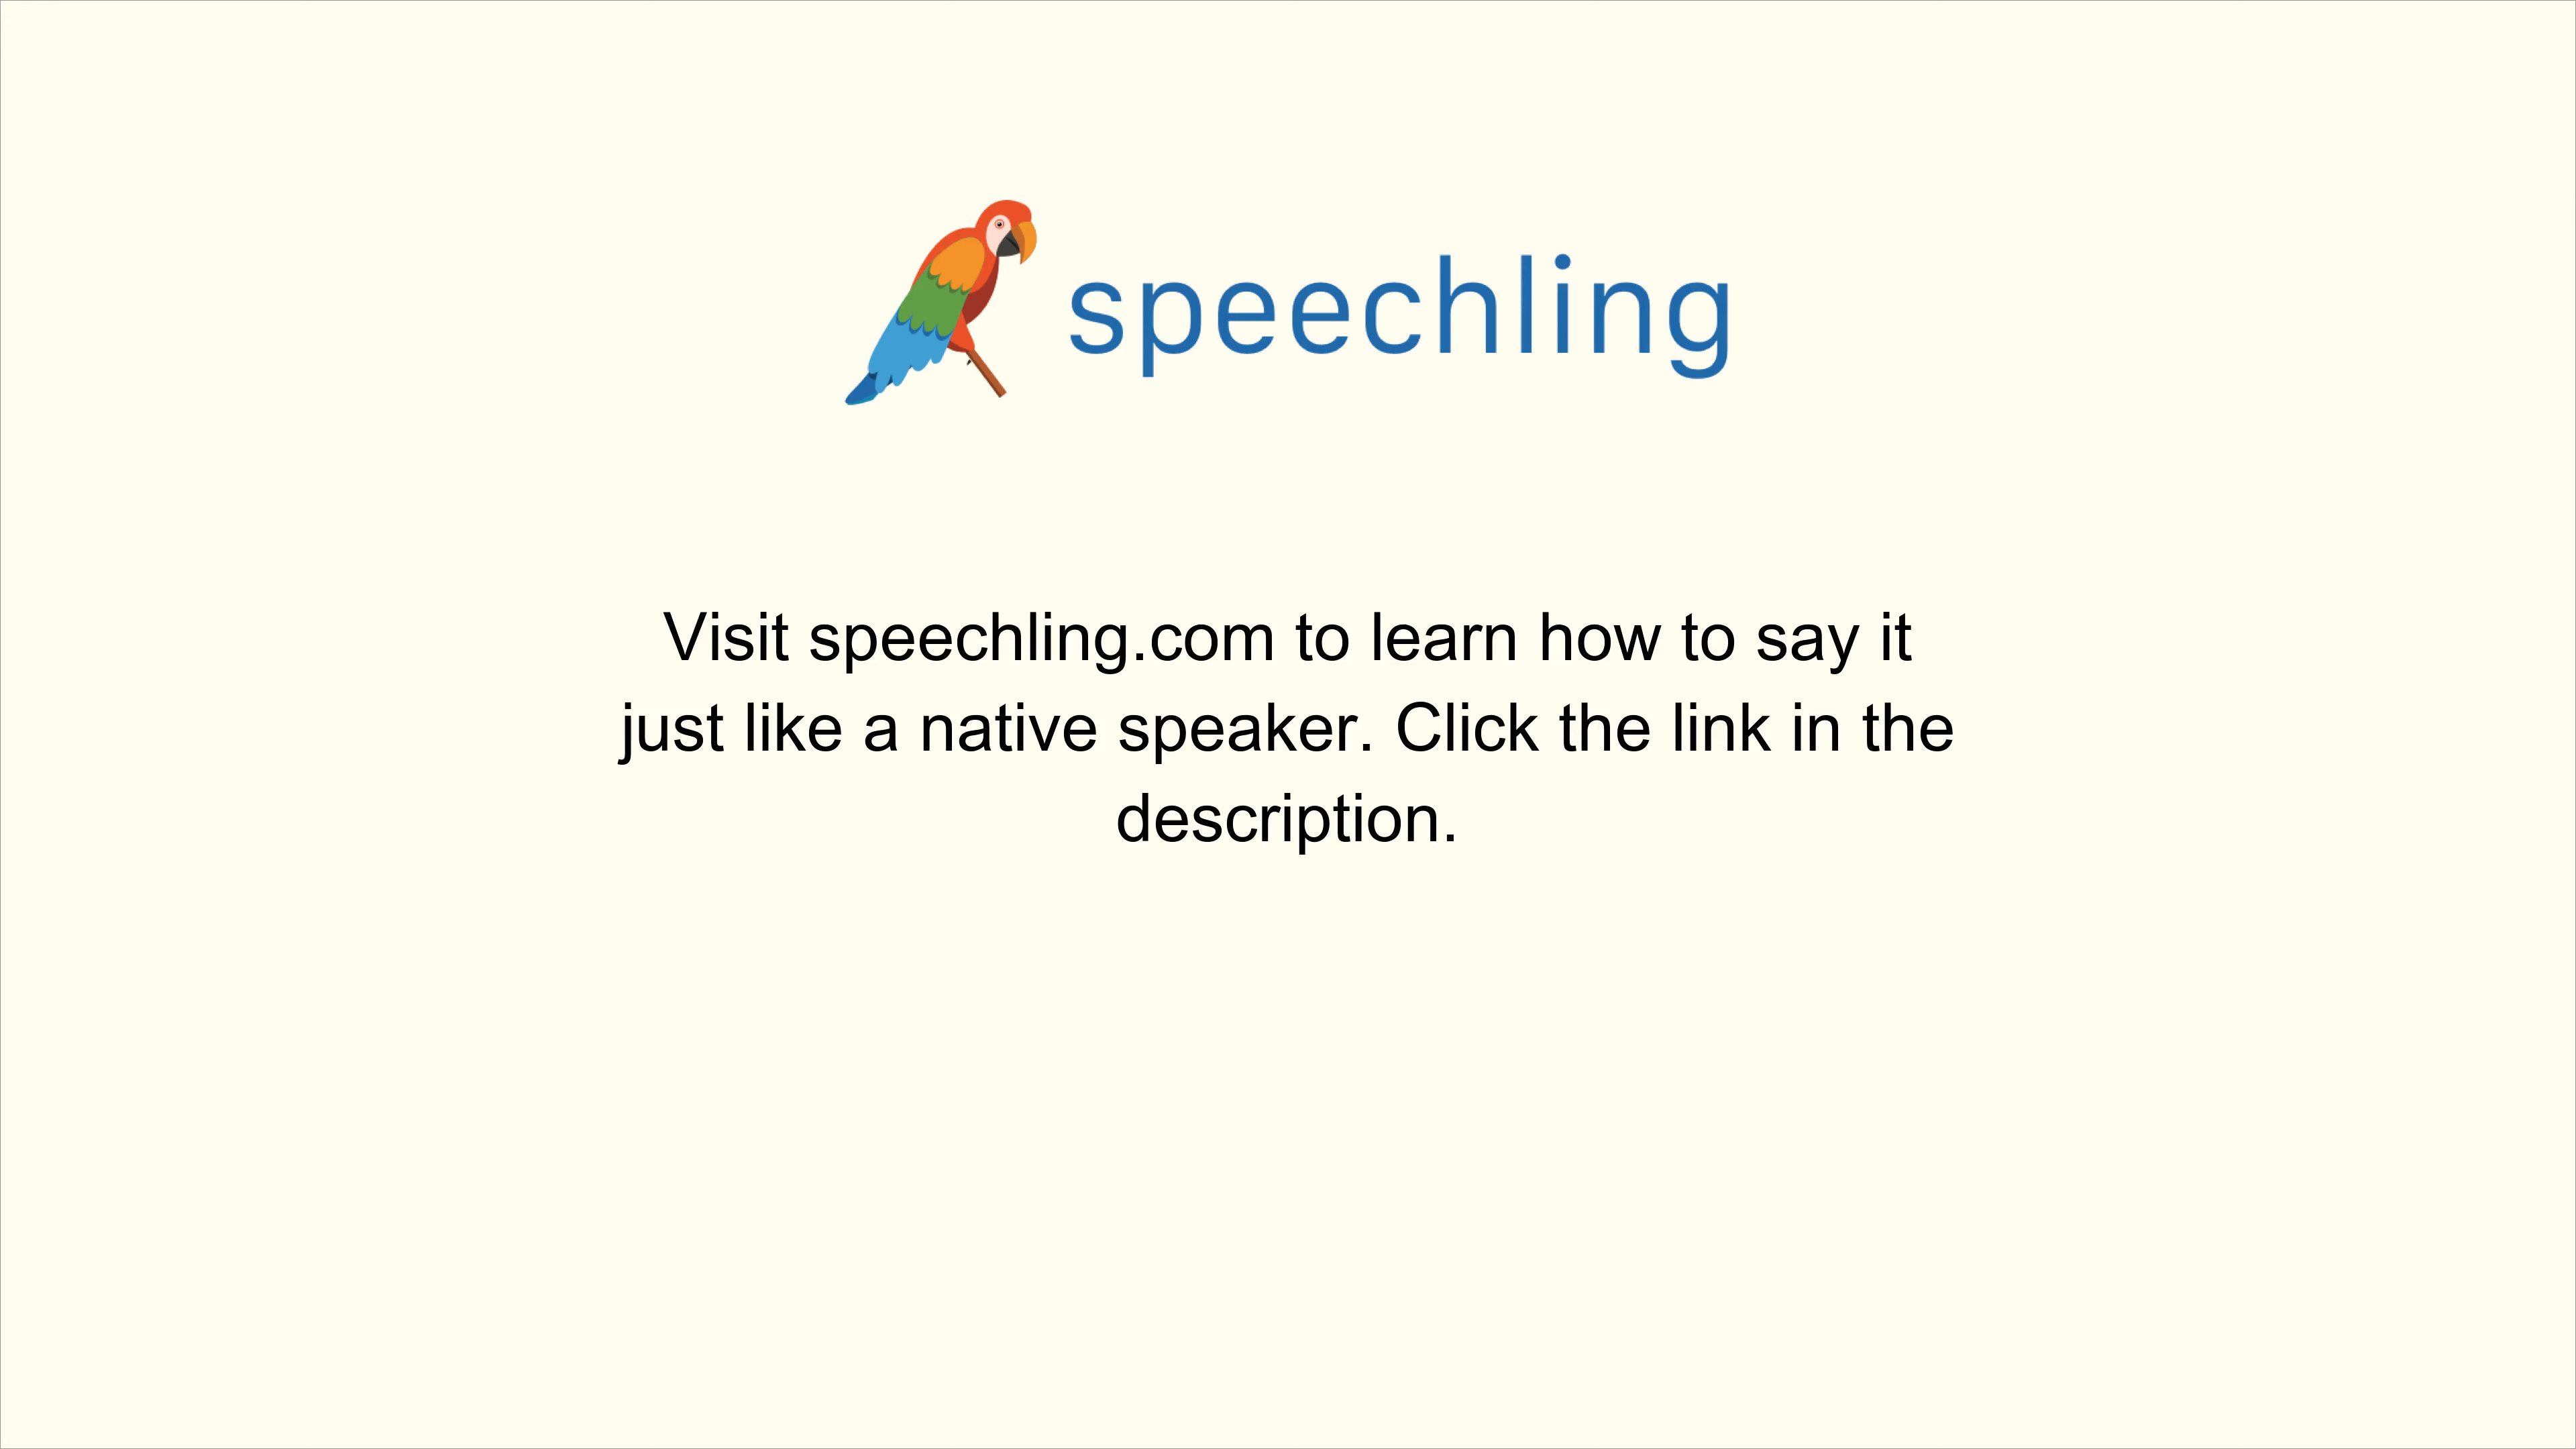 speechling
Visit speechling.com to learn how to say it
just like a native speaker. Click the link in the
description.